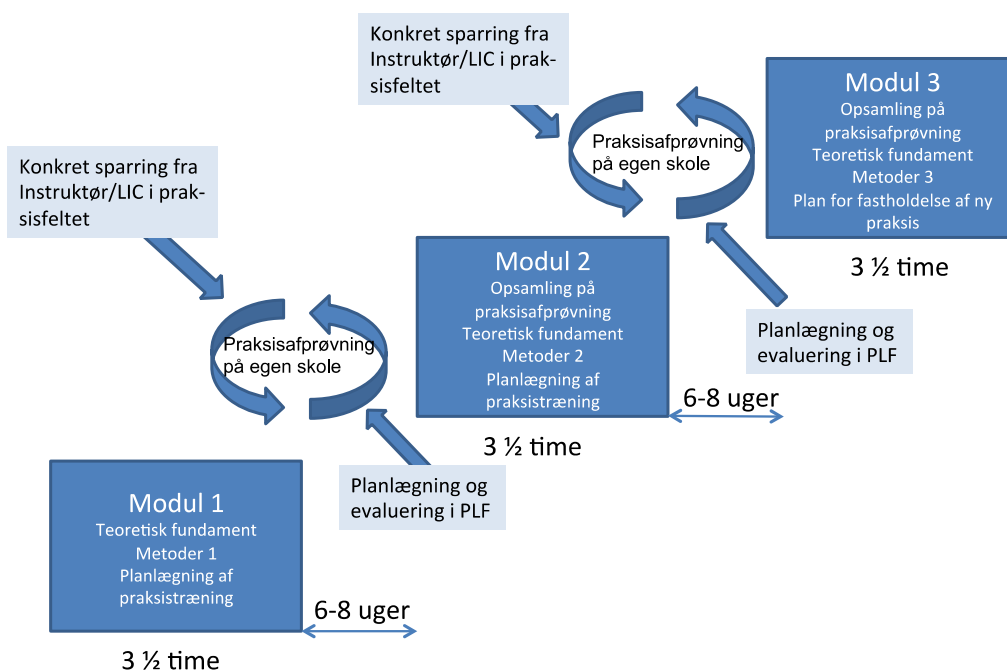 Konkret sparring fra
Instruktør/LIC i prak-
sisfeltet
Praksisafprøvning
på egen skole
Modul 3
Opsamling på
praksisafprøvning
Teoretisk fundament
Metoder 3
Plan for fastholdelse af ny
praksis
3 ½ time
Planlægning og
evaluering i PLF
Konkret sparring fra
Instruktør/LIC i prak-
sisfeltet
Praksisafprøvning
på egen skole
Modul 2
Opsamling på
praksisafprøvning
Teoretisk fundament
Metoder 2
Planlægning af
praksistræning
6-8 uger
3 ½ time
Planlægning og
evaluering i PLF
Modul 1
Teoretisk fundament
Metoder 1
Planlægning af
praksistræning
6-8 uger
3 ½ time